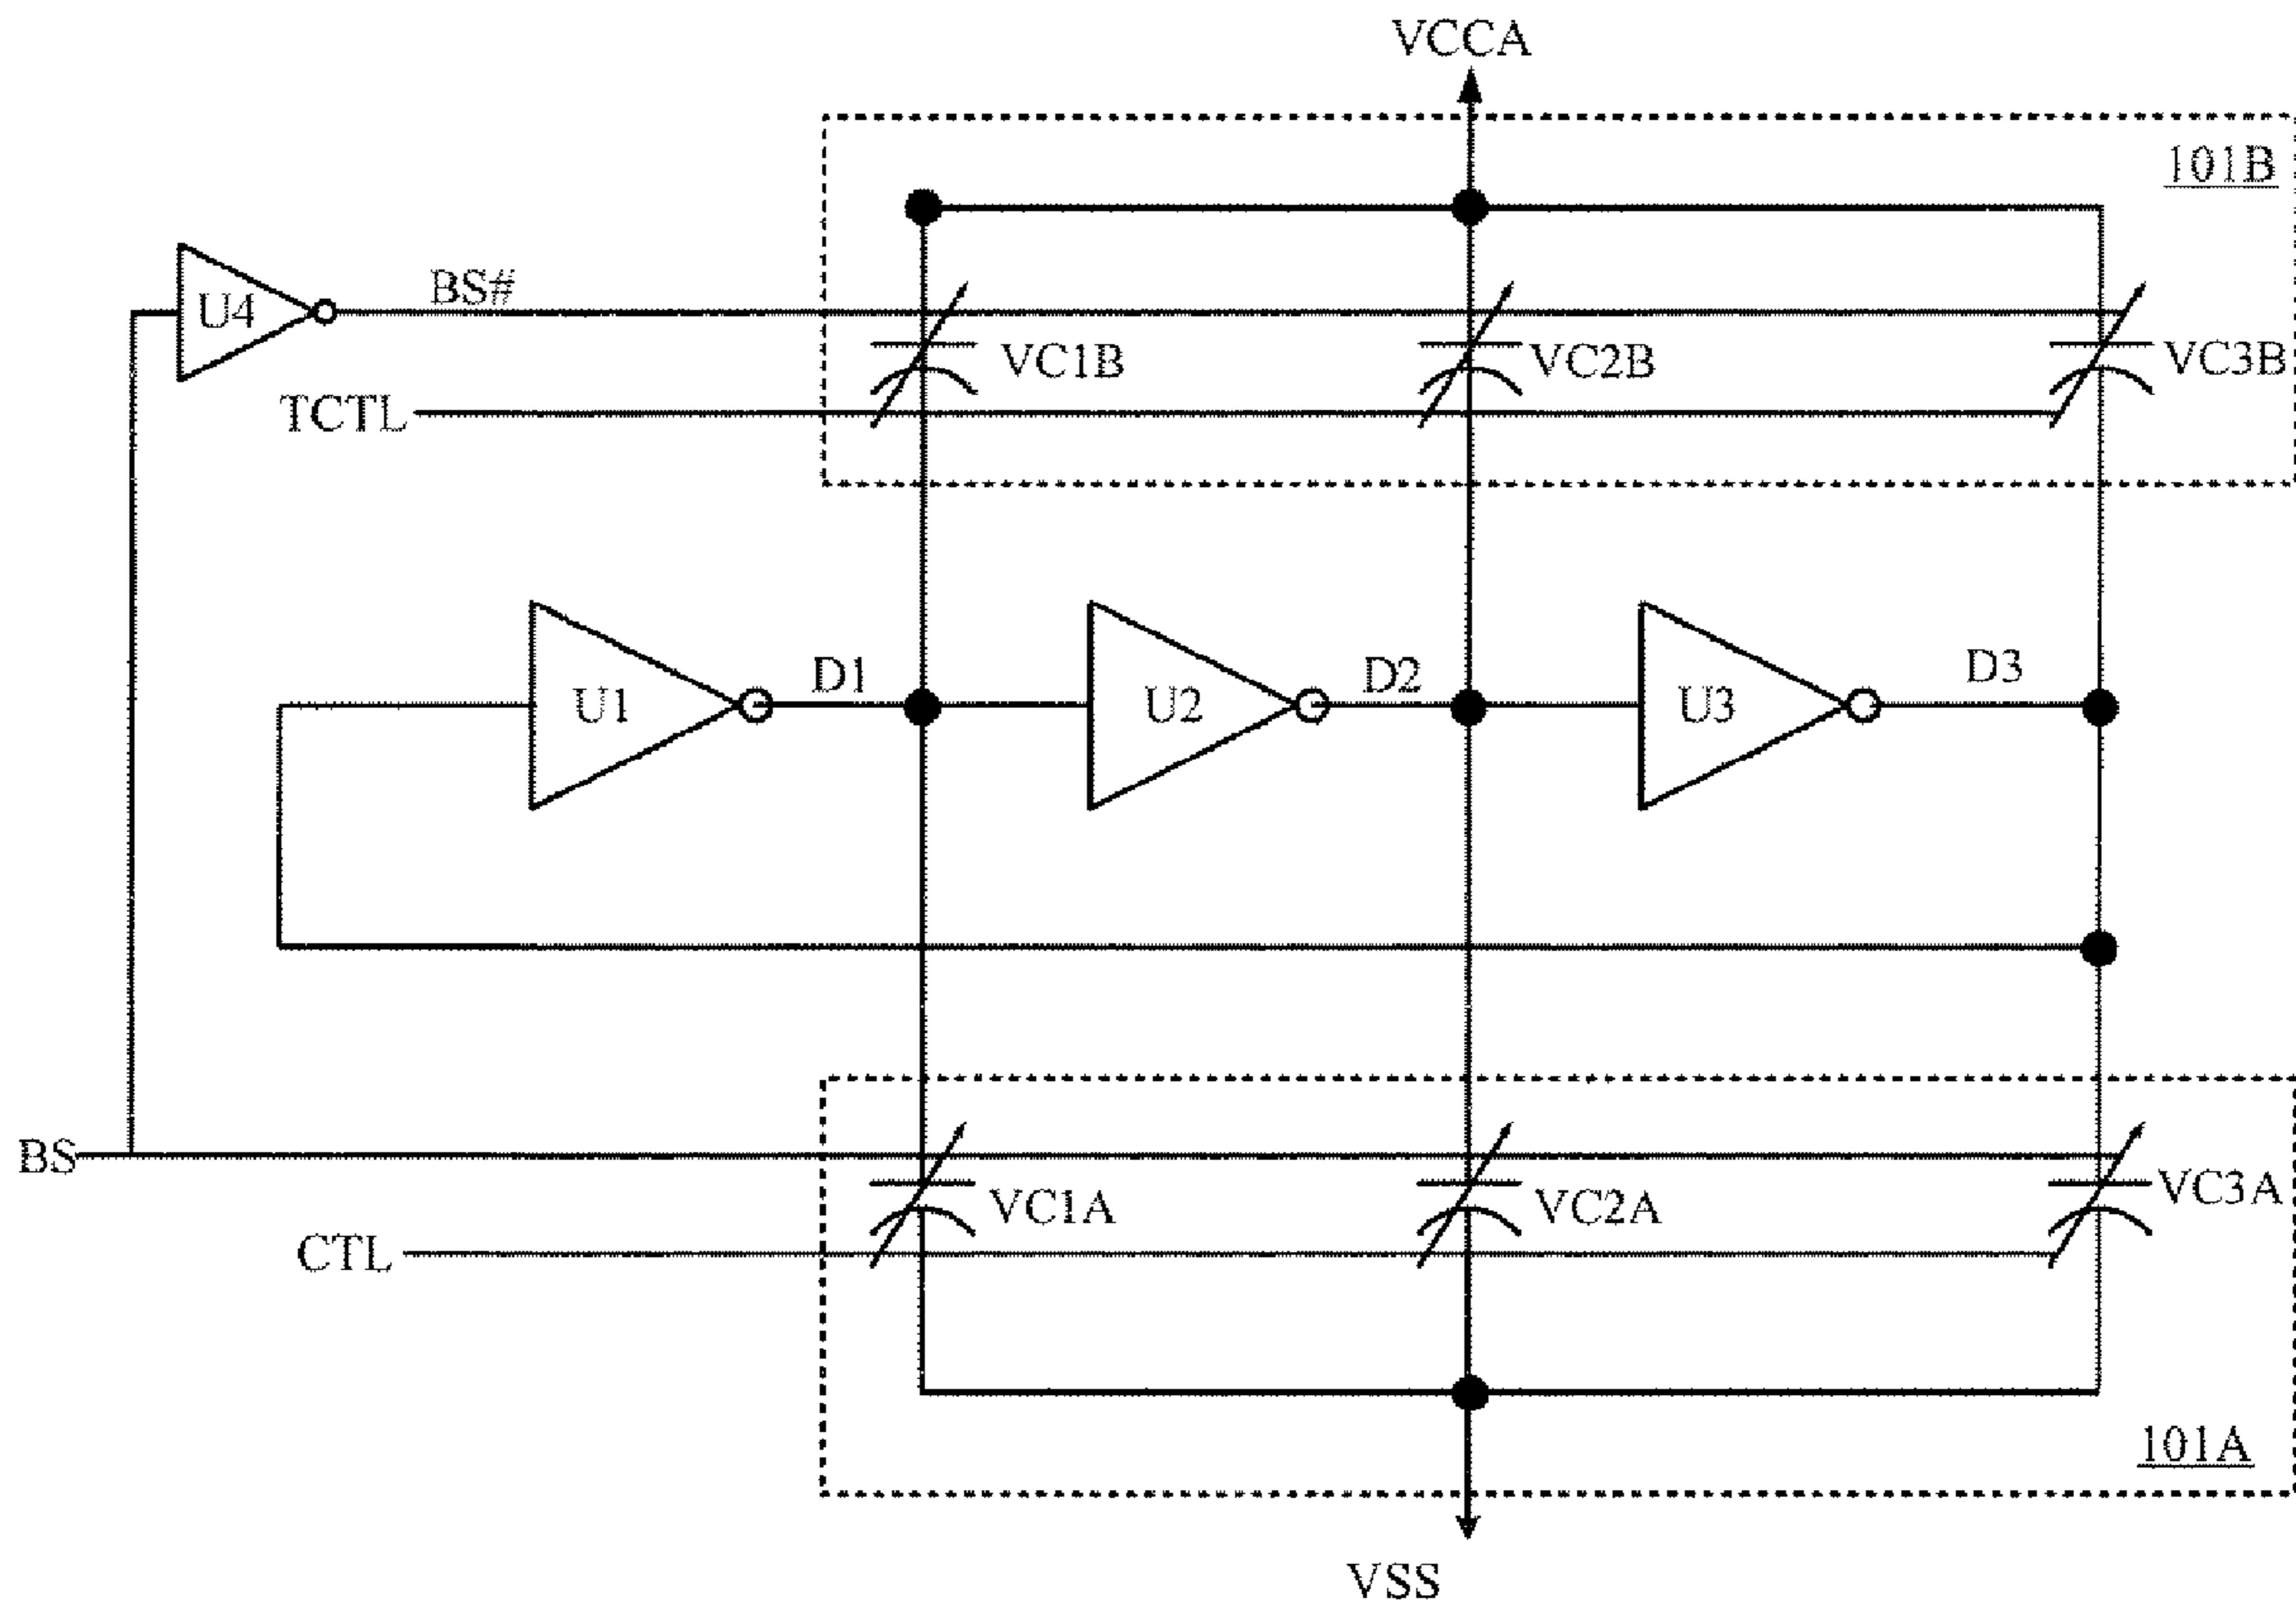 VCCA
101B
U4
BS#
VC1B
VC2B
VC3B
TCTL
U1
D1
U2
D2
U3
D3
BS
VC1A
VC2A
VC3A
CTL
101A
VSS